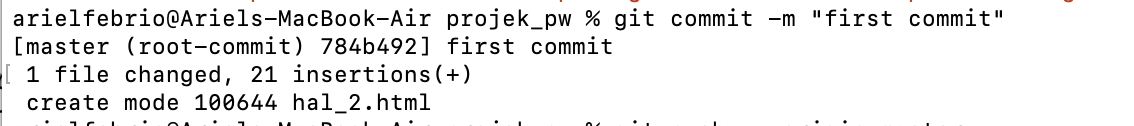 arielfebrio@Ariels-MacBook-Air projek_pw % git commit -m "first commit"
[master (root-commit) 784b492] first commit
1 file changed, 21 insertions(+)
create mode 100644 hal_2.html